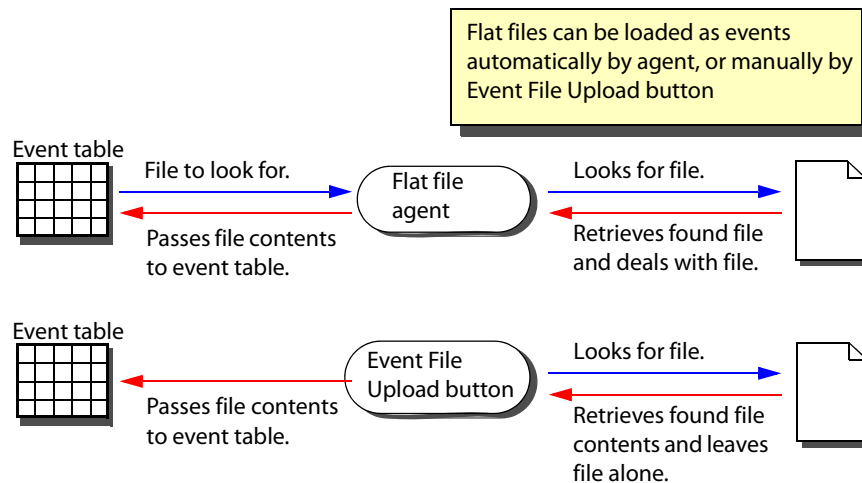 Flat files can be loaded as events
automatically by agent, or manually by
Event File Upload button
Event table
File to look for.
Passes file contents
to event table.
Flat file
agent
Looks for file.
Retrieves found file
and deals with file.
Event table
Passes file contents
to event table.
Event File
Upload button
Looks for file.
Retrieves found file
contents and leaves
file alone.